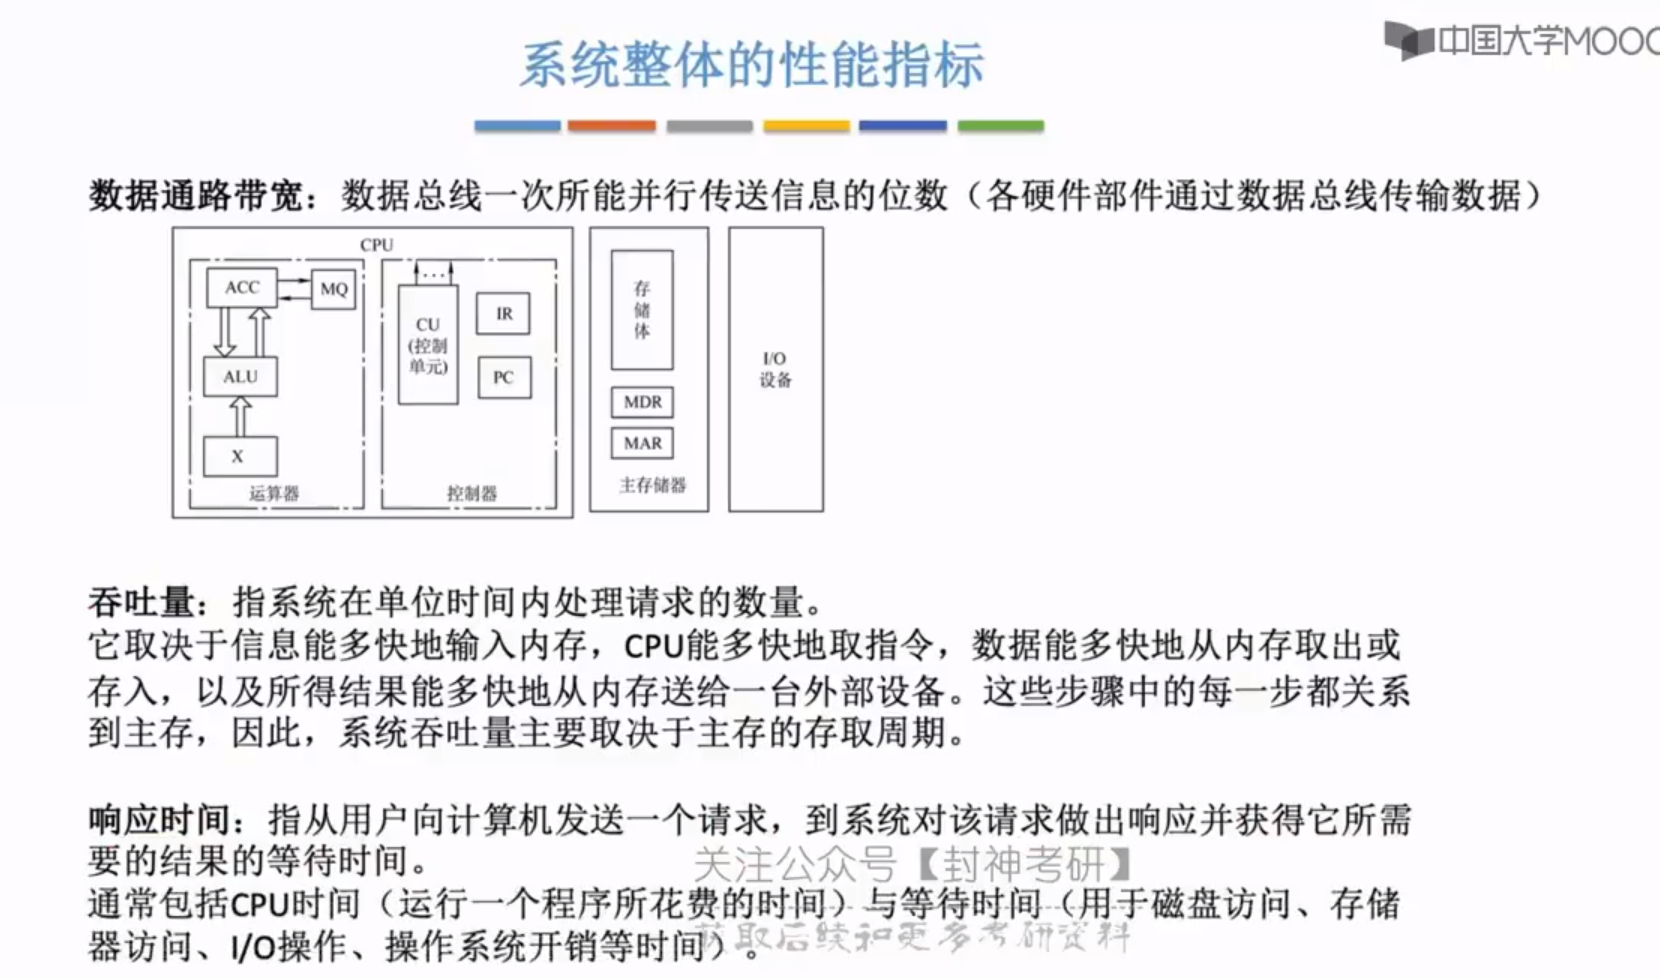 系统整体的性能指标
中国大学MOOC
数据通路带宽：数据总线一次所能并行传送信息的位数（各硬件部件通过数据总线传输数据）
CPU
ACC
MQ
ALU
X
运算器
...
CU
(控制
单元)
IR
PC
控制器
存
储
体
MDR
MAR
主存储器
I/O
设备
吞吐量：指系统在单位时间内处理请求的数量。
它取决于信息能多快地输入内存，CPU能多快地取指令，数据能多快地从内存取出或
存入，以及所得结果能多快地从内存送给一台外部设备。这些步骤中的每一步都关系
到主存，因此，系统吞吐量主要取决于主存的存取周期。
响应时间：指从用户向计算机发送一个请求，到系统对该请求做出响应并获得它所需
要的结果的等待时间。
关注公众号【封神考研】
通常包括CPU时间（运行一个程序所花费的时间）与等待时间（用于磁盘访问、存储
器访问、I/O操作、操作系统开销等时间）。
获取后续和更多考研资料